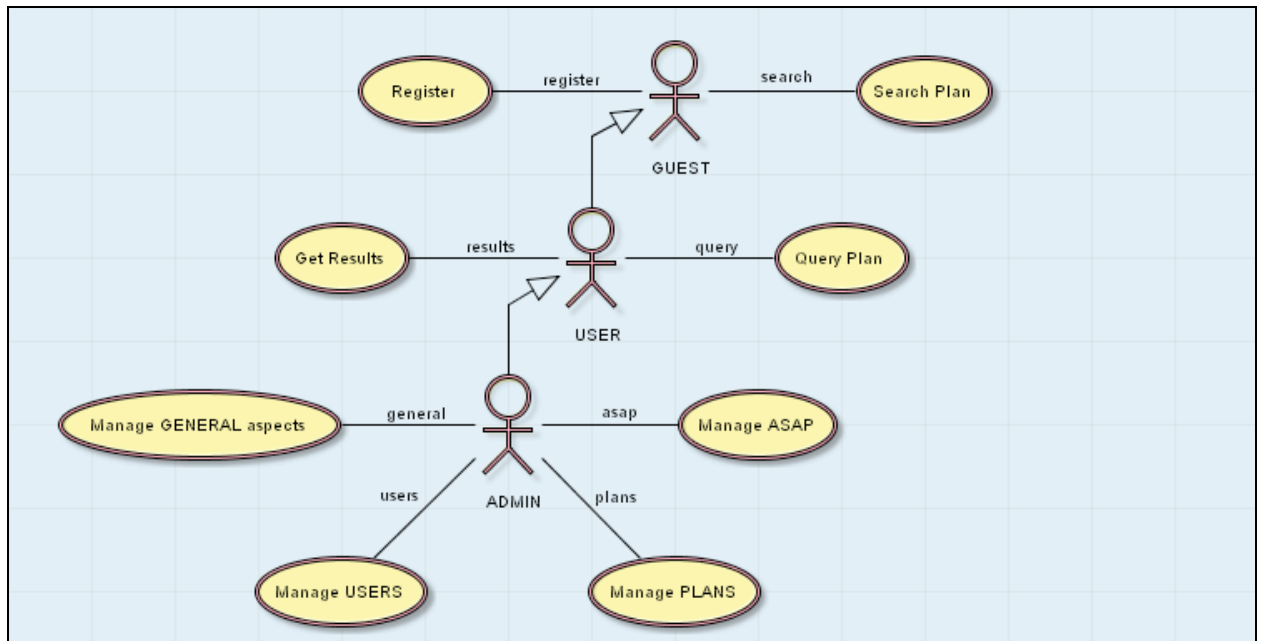 register
search
Register
Search Plan
GUEST
results
query
Get Results
Query Plan
USER
general
asap
Manage GENERAL aspects
Manage ASAP
users
plans
ADMIN
Manage USERS
Manage PLANS